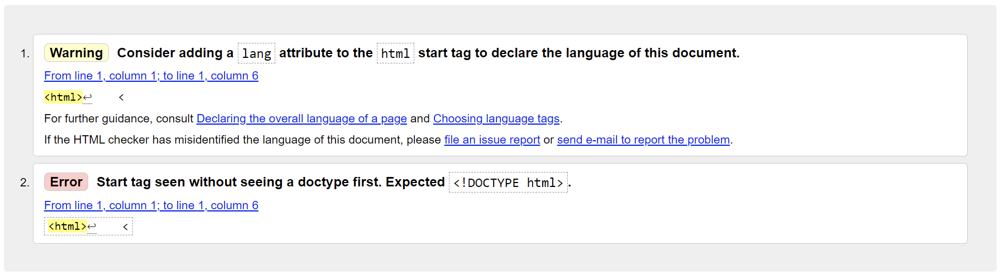 1. Warning Consider adding a lang attribute to the html start tag to declare the language of this document.
From line 1, column 1; to line 1, column 6
<html>↩ <
For further guidance, consult Declaring the overall language of a page and Choosing language tags.
If the HTML checker has misidentified the language of this document, please file an issue report or send e-mail to report the problem.
2. Error Start tag seen without seeing a doctype first. Expected <!DOCTYPE html>.
From line 1, column 1; to line 1, column 6
<html>↩ <